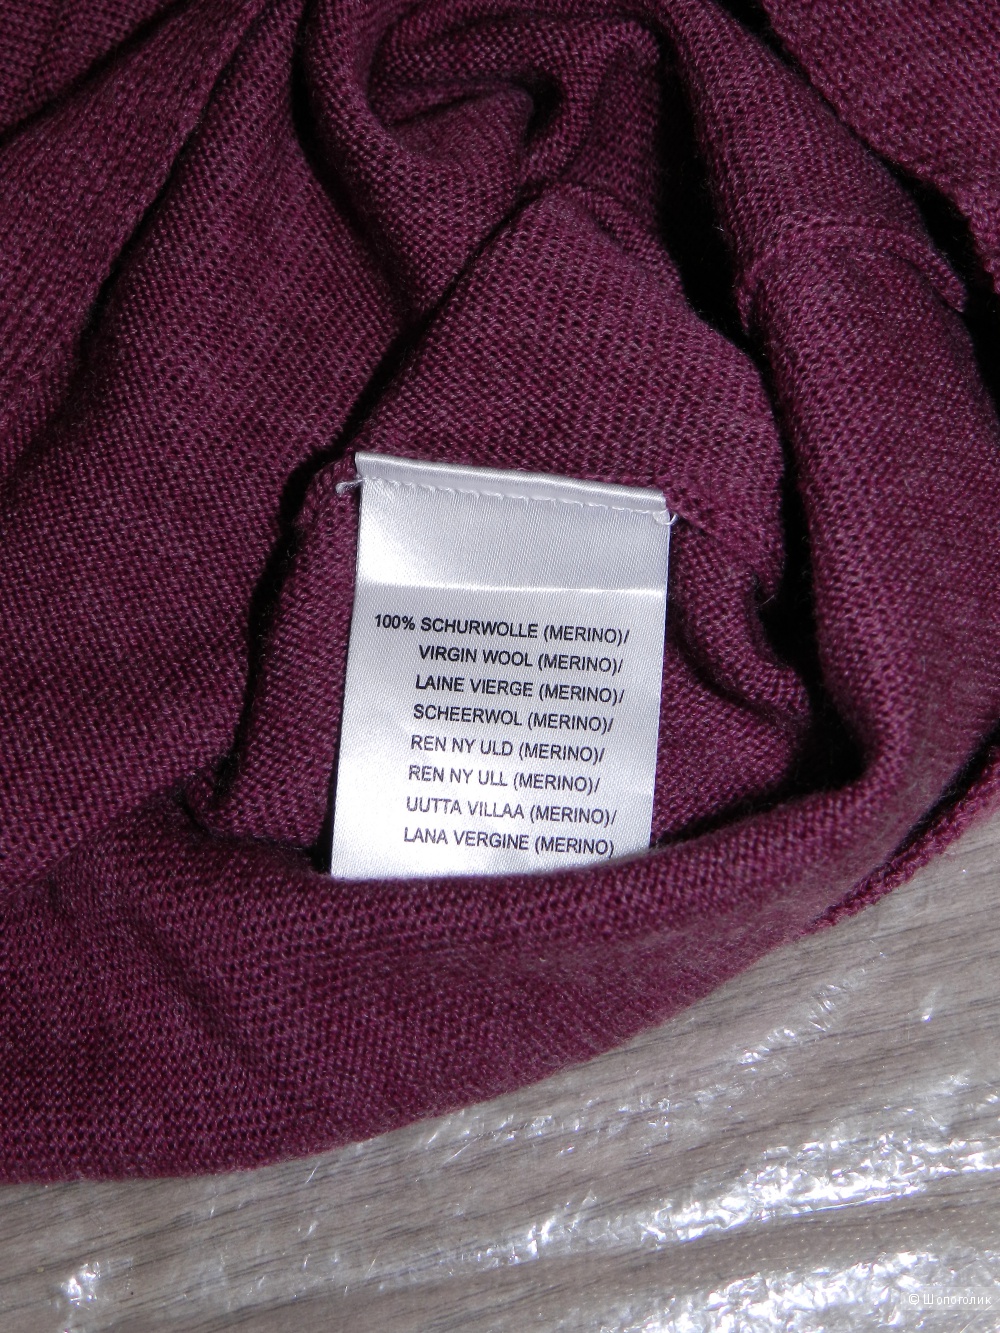 100% SCHURWOLLE (MERINO)/
VIRGIN WOOL (MERINO)/
LAINE VIERGE (MERINO)/
SCHEERWOL (MERINO)/
REN NY ULD (MERINO)/
REN NY ULL (MERINO)/
UUTTA VILLAA (MERINO)/
LANA VERGINE (MERINO)
© Шопоголик